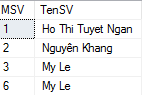 MSV TenSV
1 Ho Thi Tuyet Ngan
2 Nguyên Khang
3 My Le
6 My Le